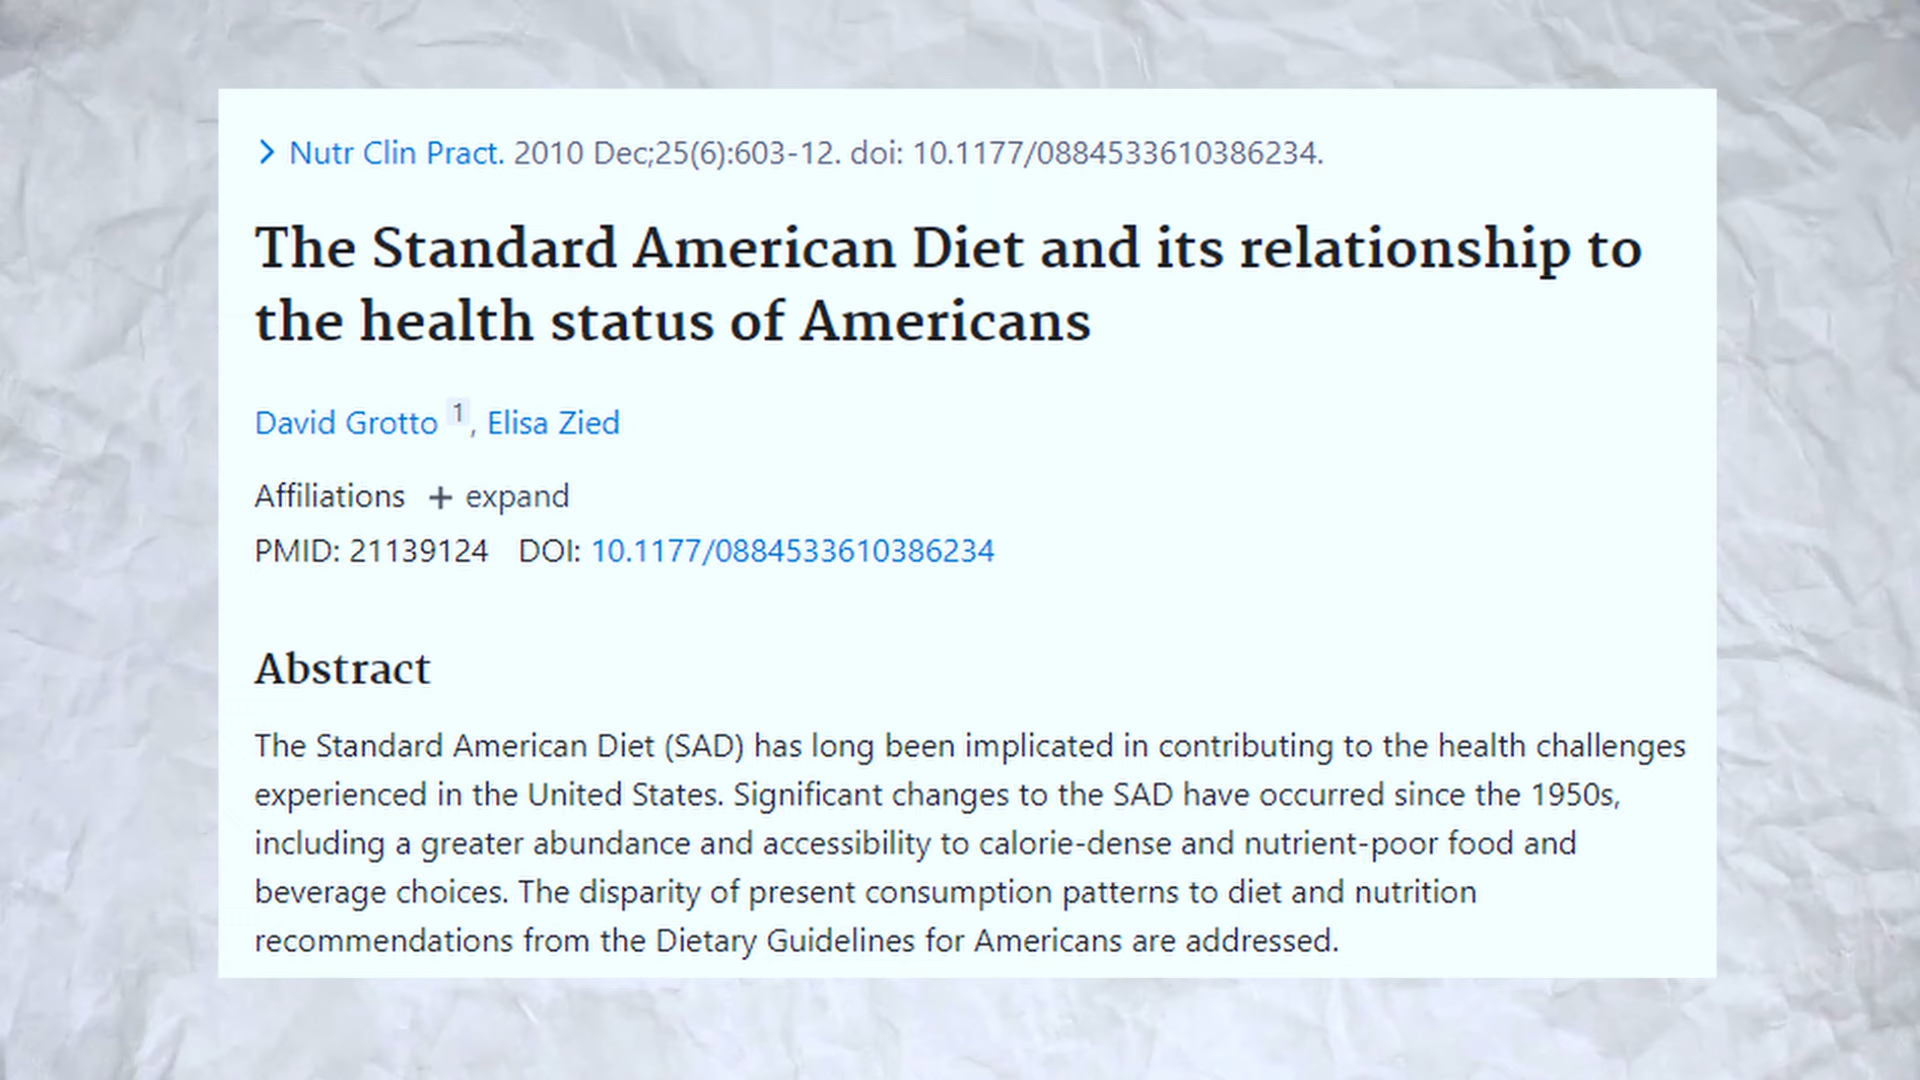 > Nutr Clin Pract. 2010 Dec;25(6):603-12. doi: 10.1177/0884533610386234.
The Standard American Diet and its relationship to
the health status of Americans
David Grotto 1, Elisa Zied
Affiliations + expand
PMID: 21139124 DOI: 10.1177/0884533610386234
Abstract
The Standard American Diet (SAD) has long been implicated in contributing to the health challenges
experienced in the United States. Significant changes to the SAD have occurred since the 1950s,
including a greater abundance and accessibility to calorie-dense and nutrient-poor food and
beverage choices. The disparity of present consumption patterns to diet and nutrition
recommendations from the Dietary Guidelines for Americans are addressed.